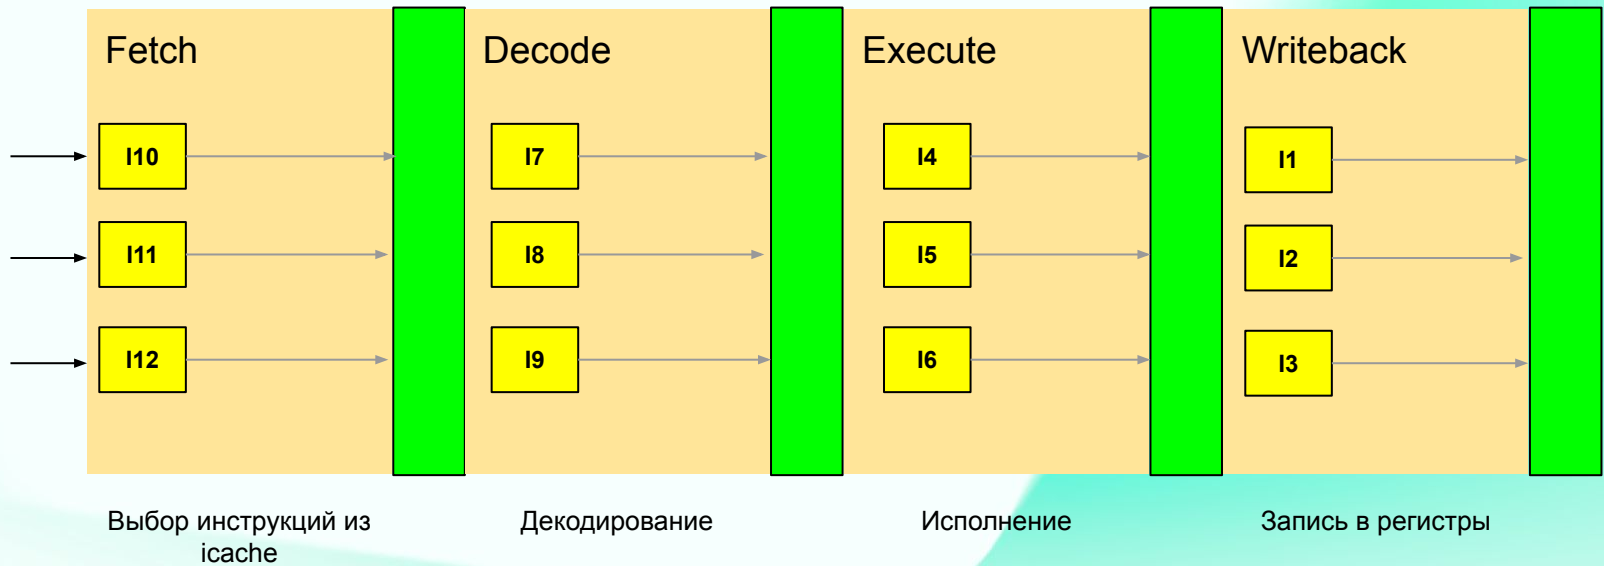 Fetch
Decode
Execute
Writeback
I10
I7
I4
I1
I11
I8
I5
I2
I12
I9
I6
I3
Выбор инструкций из
icache
Декодирование
Исполнение
Запись в регистры